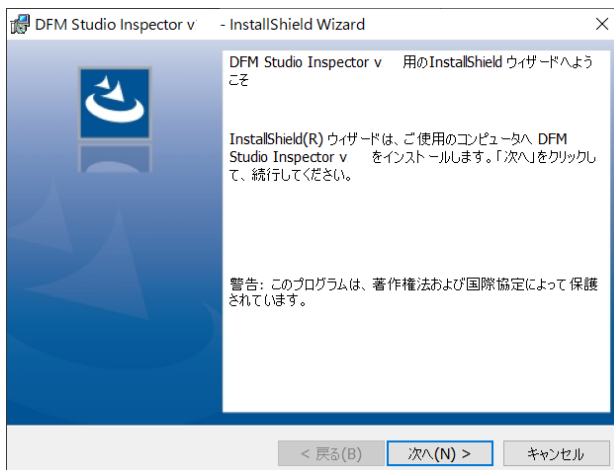 DFM Studio Inspector v - InstallShield Wizard
DFM Studio Inspector v 用のInstallShield ウィザードへよう
こそ
InstallShield(R) ウィザードは、ご使用のコンピュータへ DFM
Studio Inspector v をインストールします。「次へ」をクリックし
て、続行してください。
警告: このプログラムは、著作権法および国際協定によって保護
されています。
< 戻る(B)
次へ(N) >
キャンセル